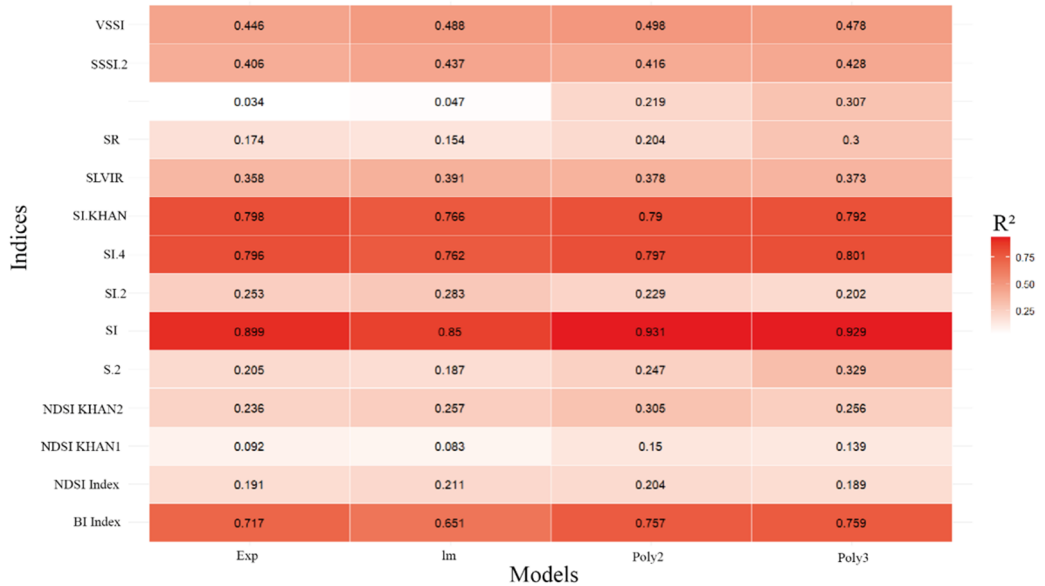 VSSI 0.446 0.488 0.498 0.478
SSSI.2 0.406 0.437 0.416 0.428
0.034 0.047 0.219 0.307
SR 0.174 0.154 0.204 0.3
SI.VIR 0.358 0.391 0.378 0.373
SI.KHAN 0.798 0.766 0.79 0.792
SI.4 0.796 0.762 0.797 0.801
SI.2 0.253 0.283 0.229 0.202
SI 0.899 0.85 0.931 0.929
S.2 0.205 0.187 0.247 0.329
NDSI KHAN2 0.236 0.257 0.305 0.256
NDSI KHAN1 0.092 0.083 0.15 0.139
NDSI Index 0.191 0.211 0.204 0.189
BI Index 0.717 0.651 0.757 0.759
Exp lm Poly2 Poly3
Models
Indices
R²
0.75
0.50
0.25